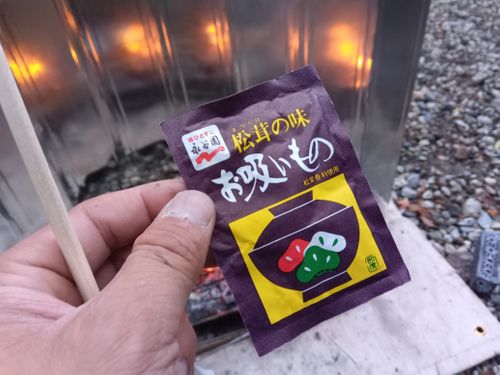 味ひとすじ
永谷園
まつたけ
松茸の味
お吸いもの
松茸香料使用